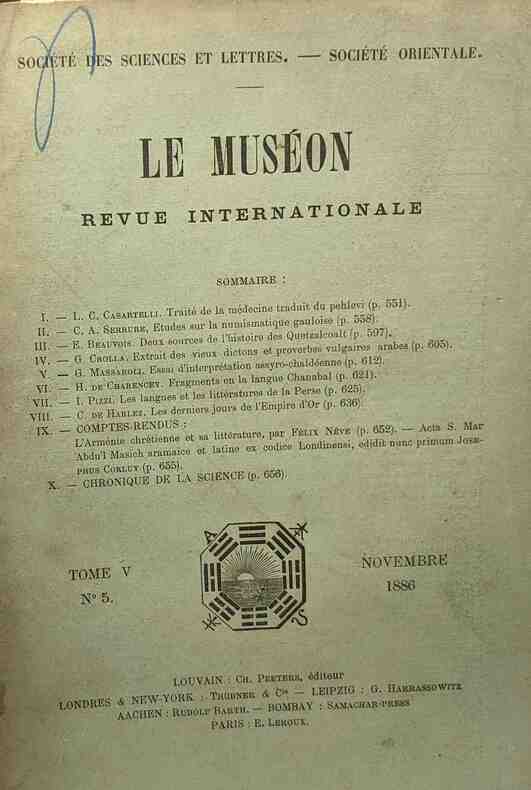 SOCIÉTÉ DES SCIENCES ET LETTRES. — SOCIÉTÉ ORIENTALE.
LE MUSÉON
REVUE INTERNATIONALE
SOMMAIRE :
I. — L. C. CASARTELLI. Traité de la médecine traduit du pehlevi (p. 551).
II. — C. A. SERRURE, Etudes sur la numismatique gauloise (p. 558).
III. — E. BEAUVOIS. Deux sources de l'histoire des Quetzalcoalt (p. 597).
IV. — G. CROLLA. Extrait des vieux dictons et proverbes vulgaires arabes (p. 605).
V — G. MASSAROLI. Essai d'interprétation assyro-chaldéenne (p. 612).
VI. — H. DE CHARENCEY. Fragments en la langue Chanabal (p. 621).
VII. — I. PIZZI. Les langues et les littératures de la Perse (p. 625).
VIII. — C. DE HARLEZ. Les derniers jours de l'Empire d'Or (p. 636).
IX — COMPTES-RENDUS :
L'Arménie chrétienne et sa littérature, par FÉLIX NÈVE (p. 652). — Acta S. Mar
Abdu'l Masich aramaice et latine ex codice Londinensi, edidit nunc primum JOSE-
PHUS CORLUY (p. 655).
X. — CHRONIQUE DE LA SCIENCE (p. 656).
TOME V
N° 5.
NOVEMBRE
1886
A
S
LOUVAIN : CH. PEETERS, éditeur
LONDRES & NEW-YORK : TRÜBNER & Cie — LEIPZIG : G. HARRASSOWITZ
AACHEN : RUDOLF BARTH. — BOMBAY : SAMACHAR-PRESS
PARIS : E. LEROUX.